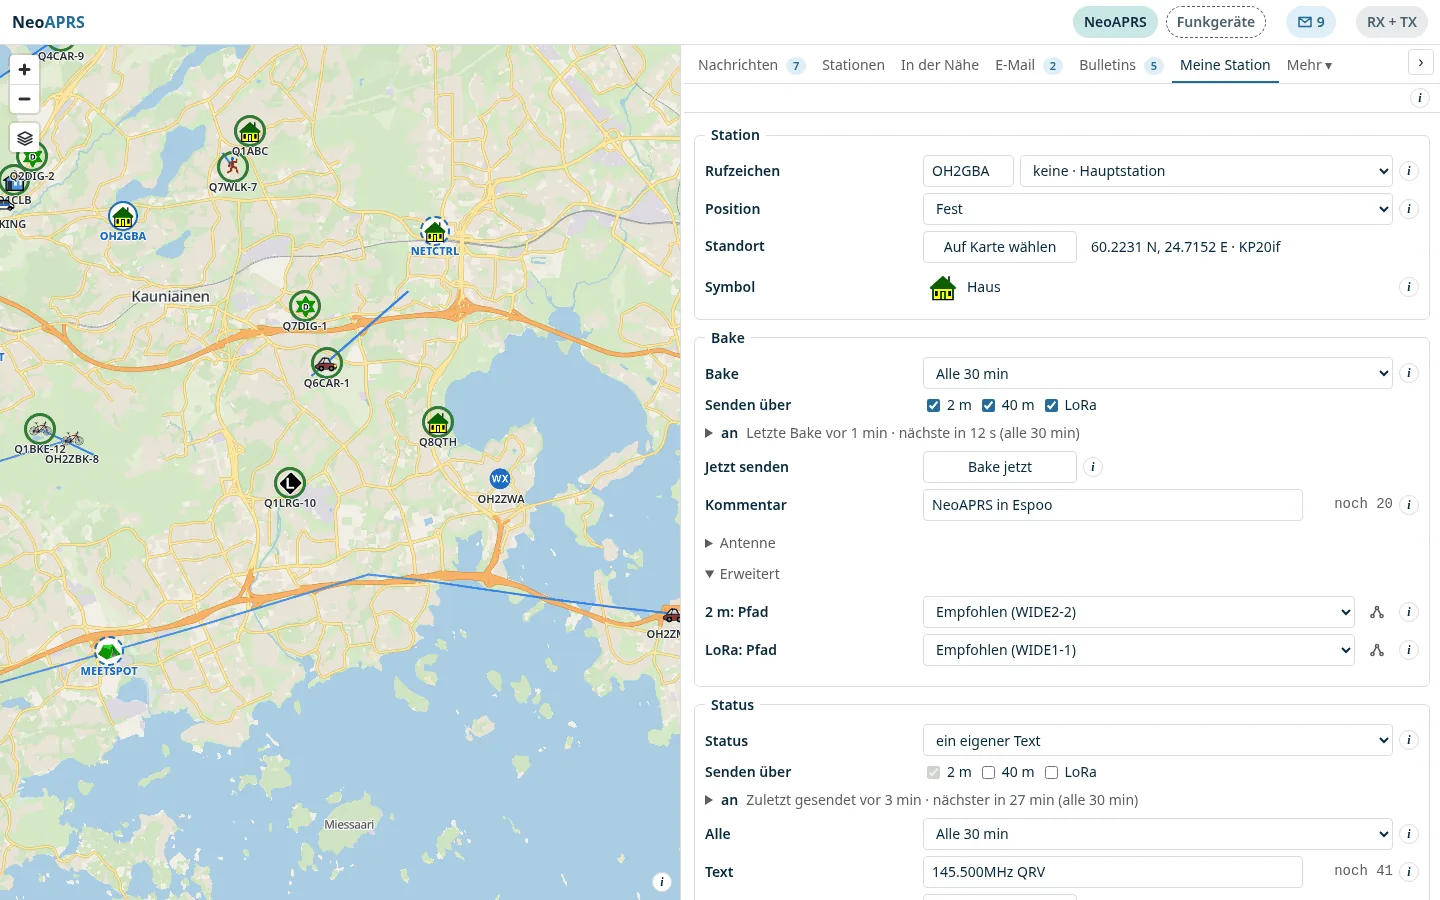 NeoAPRS
NeoAPRS
Funkgeräte
9
RX + TX
Q4CAR-9
Q1ABC
Q2DIG-2
Q7WLK-7
KING
OH2GBA
NETCTRL
Kauniainen
Q7DIG-1
Q6CAR-1
Q8QTH
Q1BKE-12
OH2ZBK-8
WX
OH2ZWA
L
Q1LRG-10
MEETSPOT
Miessaari
Nachrichten 7
Stationen
In der Nähe
E-Mail 2
Bulletins 5
Meine Station
Mehr ▾
Station
Rufzeichen OH2GBA keine · Hauptstation
Position Fest
Standort Auf Karte wählen 60.2231 N, 24.7152 E · KP20if
Symbol Haus
Bake
Bake Alle 30 min
Senden über 2 m 40 m LoRa
an Letzte Bake vor 1 min · nächste in 12 s (alle 30 min)
Jetzt senden Bake jetzt
Kommentar NeoAPRS in Espoo noch 20
Antenne
Erweitert
2 m: Pfad Empfohlen (WIDE2-2)
LoRa: Pfad Empfohlen (WIDE1-1)
Status
Status ein eigener Text
Senden über 2 m 40 m LoRa
an Zuletzt gesendet vor 3 min · nächster in 27 min (alle 30 min)
Alle Alle 30 min
Text 145.500MHz QRV noch 41